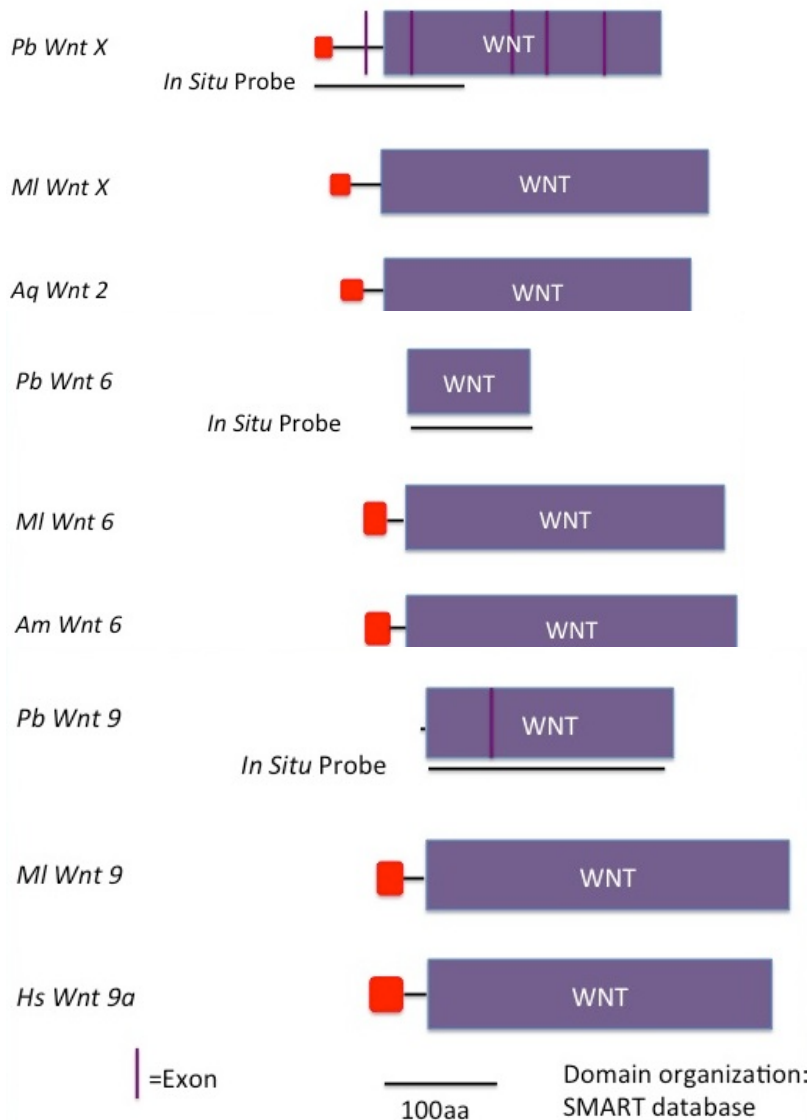 Pb Wnt X WNT
In Situ Probe
Ml Wnt X WNT
Aq Wnt 2 WNT
Pb Wnt 6 WNT
In Situ Probe
Ml Wnt 6 WNT
Am Wnt 6 WNT
Pb Wnt 9 WNT
In Situ Probe
Ml Wnt 9 WNT
Hs Wnt 9a WNT
=Exon
100aa
Domain organization:
SMART database